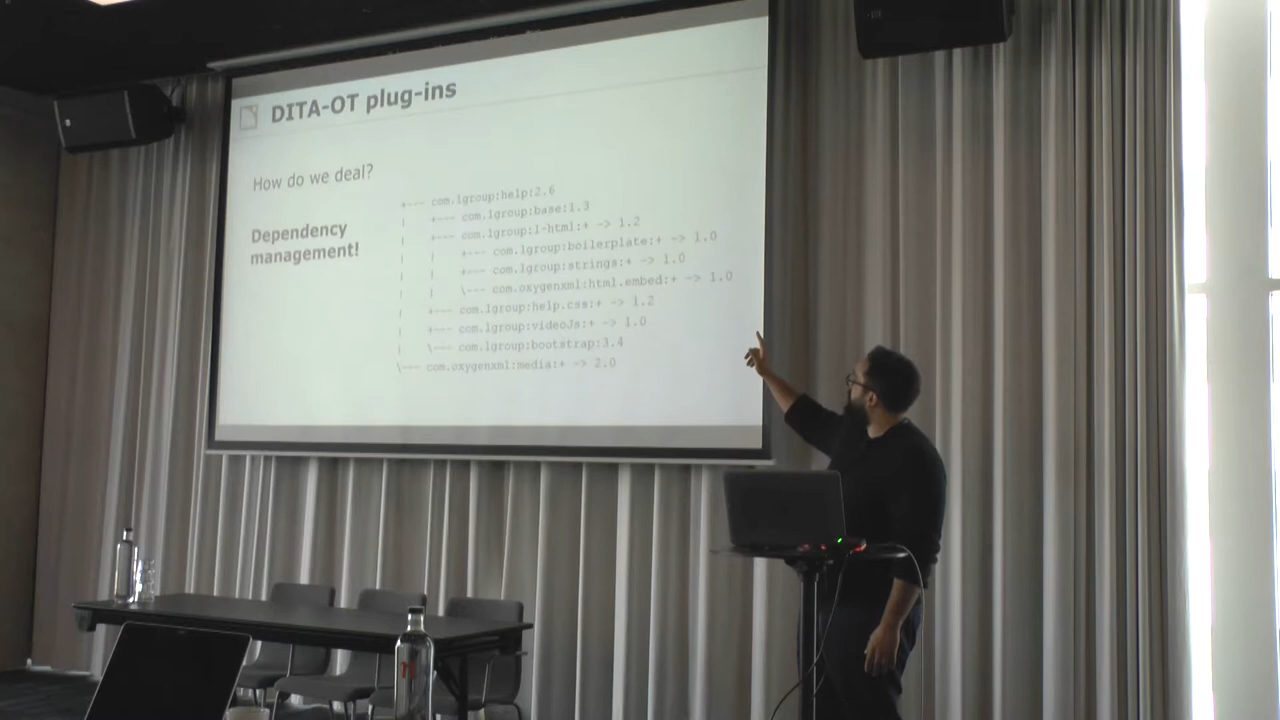 DITA-OT plug-ins
How do we deal?
Dependency
management!
+--- com.lgroup:help:2.6
|    +--- com.lgroup:base:1.3
|    +--- com.lgroup:l-html:+ -> 1.2
|    |    +--- com.lgroup:boilerplate:+ -> 1.0
|    |    +--- com.lgroup:strings:+ -> 1.0
|    |    \--- com.oxygenxml:html.embed:+ -> 1.0
|    +--- com.lgroup:help.css:+ -> 1.2
|    +--- com.lgroup:videoJs:+ -> 1.0
|    \--- com.lgroup:bootstrap:3.4
\--- com.oxygenxml:media:+ -> 2.0